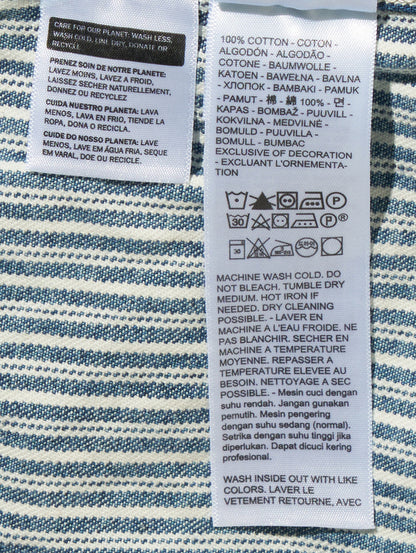 CARE FOR OUR PLANET: WASH LESS,
WASH COLD, LINE DRY, DONATE OR
RECYCLE
PRENEZ SOIN DE NOTRE PLANETE:
LAVEZ MOINS, LAVEZ A FROID,
LAISSEZ SÉCHER NATURELLEMENT,
DONNEZ OU RECYCLEZ
CUIDA NUESTRO PLANETA: LAVA
MENOS, LAVA EN FRIO, TIENDE LA
ROPA, DONA O RECICLA.
CUIDE DO NOSSO PLANETA: LAVE
MENOS, LAVE EM ÁGUA FRIA, SEQUE
EM VARAL, DOE OU RECICLE.
100% COTTON - COTON -
ALGODÓN - ALGODÃO -
COTONE - BAUMWOLLE -
KATOEN - BAWEŁNA - BAVLNA
- ХЛОПОК - BAMBAKI - PAMUK
- PAMUT - 棉 - 綿 100% - 면 -
KAPAS - BOMBAŽ - PUUVILL -
KOKVILNA - MEDVILNĖ -
BOMULD - PUUVILLA -
BOMULL - BUMBAC
EXCLUSIVE OF DECORATION
- EXCLUANT L'ORNEMENTA-
TION
P
30 P
30
MACHINE WASH COLD. DO
NOT BLEACH. TUMBLE DRY
MEDIUM. HOT IRON IF
NEEDED. DRY CLEANING
POSSIBLE. - LAVER EN
MACHINE A L'EAU FROIDE. NE
PAS BLANCHIR. SECHER EN
MACHINE A TEMPERATURE
MOYENNE. REPASSER A
TEMPERATURE ELEVEE AU
BESOIN. NETTOYAGE A SEC
POSSIBLE. - Mesin cuci dengan
suhu rendah. Jangan gunakan
pemutih. Mesin pengering
dengan suhu sedang (normal).
Setrika dengan suhu tinggi jika
diperlukan. Dapat dicuci kering
profesional.
WASH INSIDE OUT WITH LIKE
COLORS. LAVER LE
VETEMENT RETOURNE, AVEC